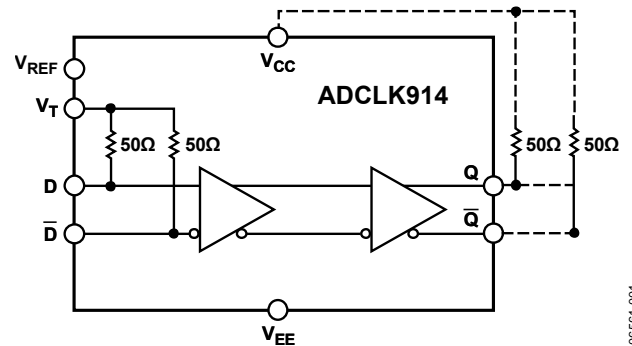 V_CC
V_REF
ADCLK914
V_T
50Ω
50Ω
50Ω
50Ω
D
Q
D̅
Q̅
V_EE